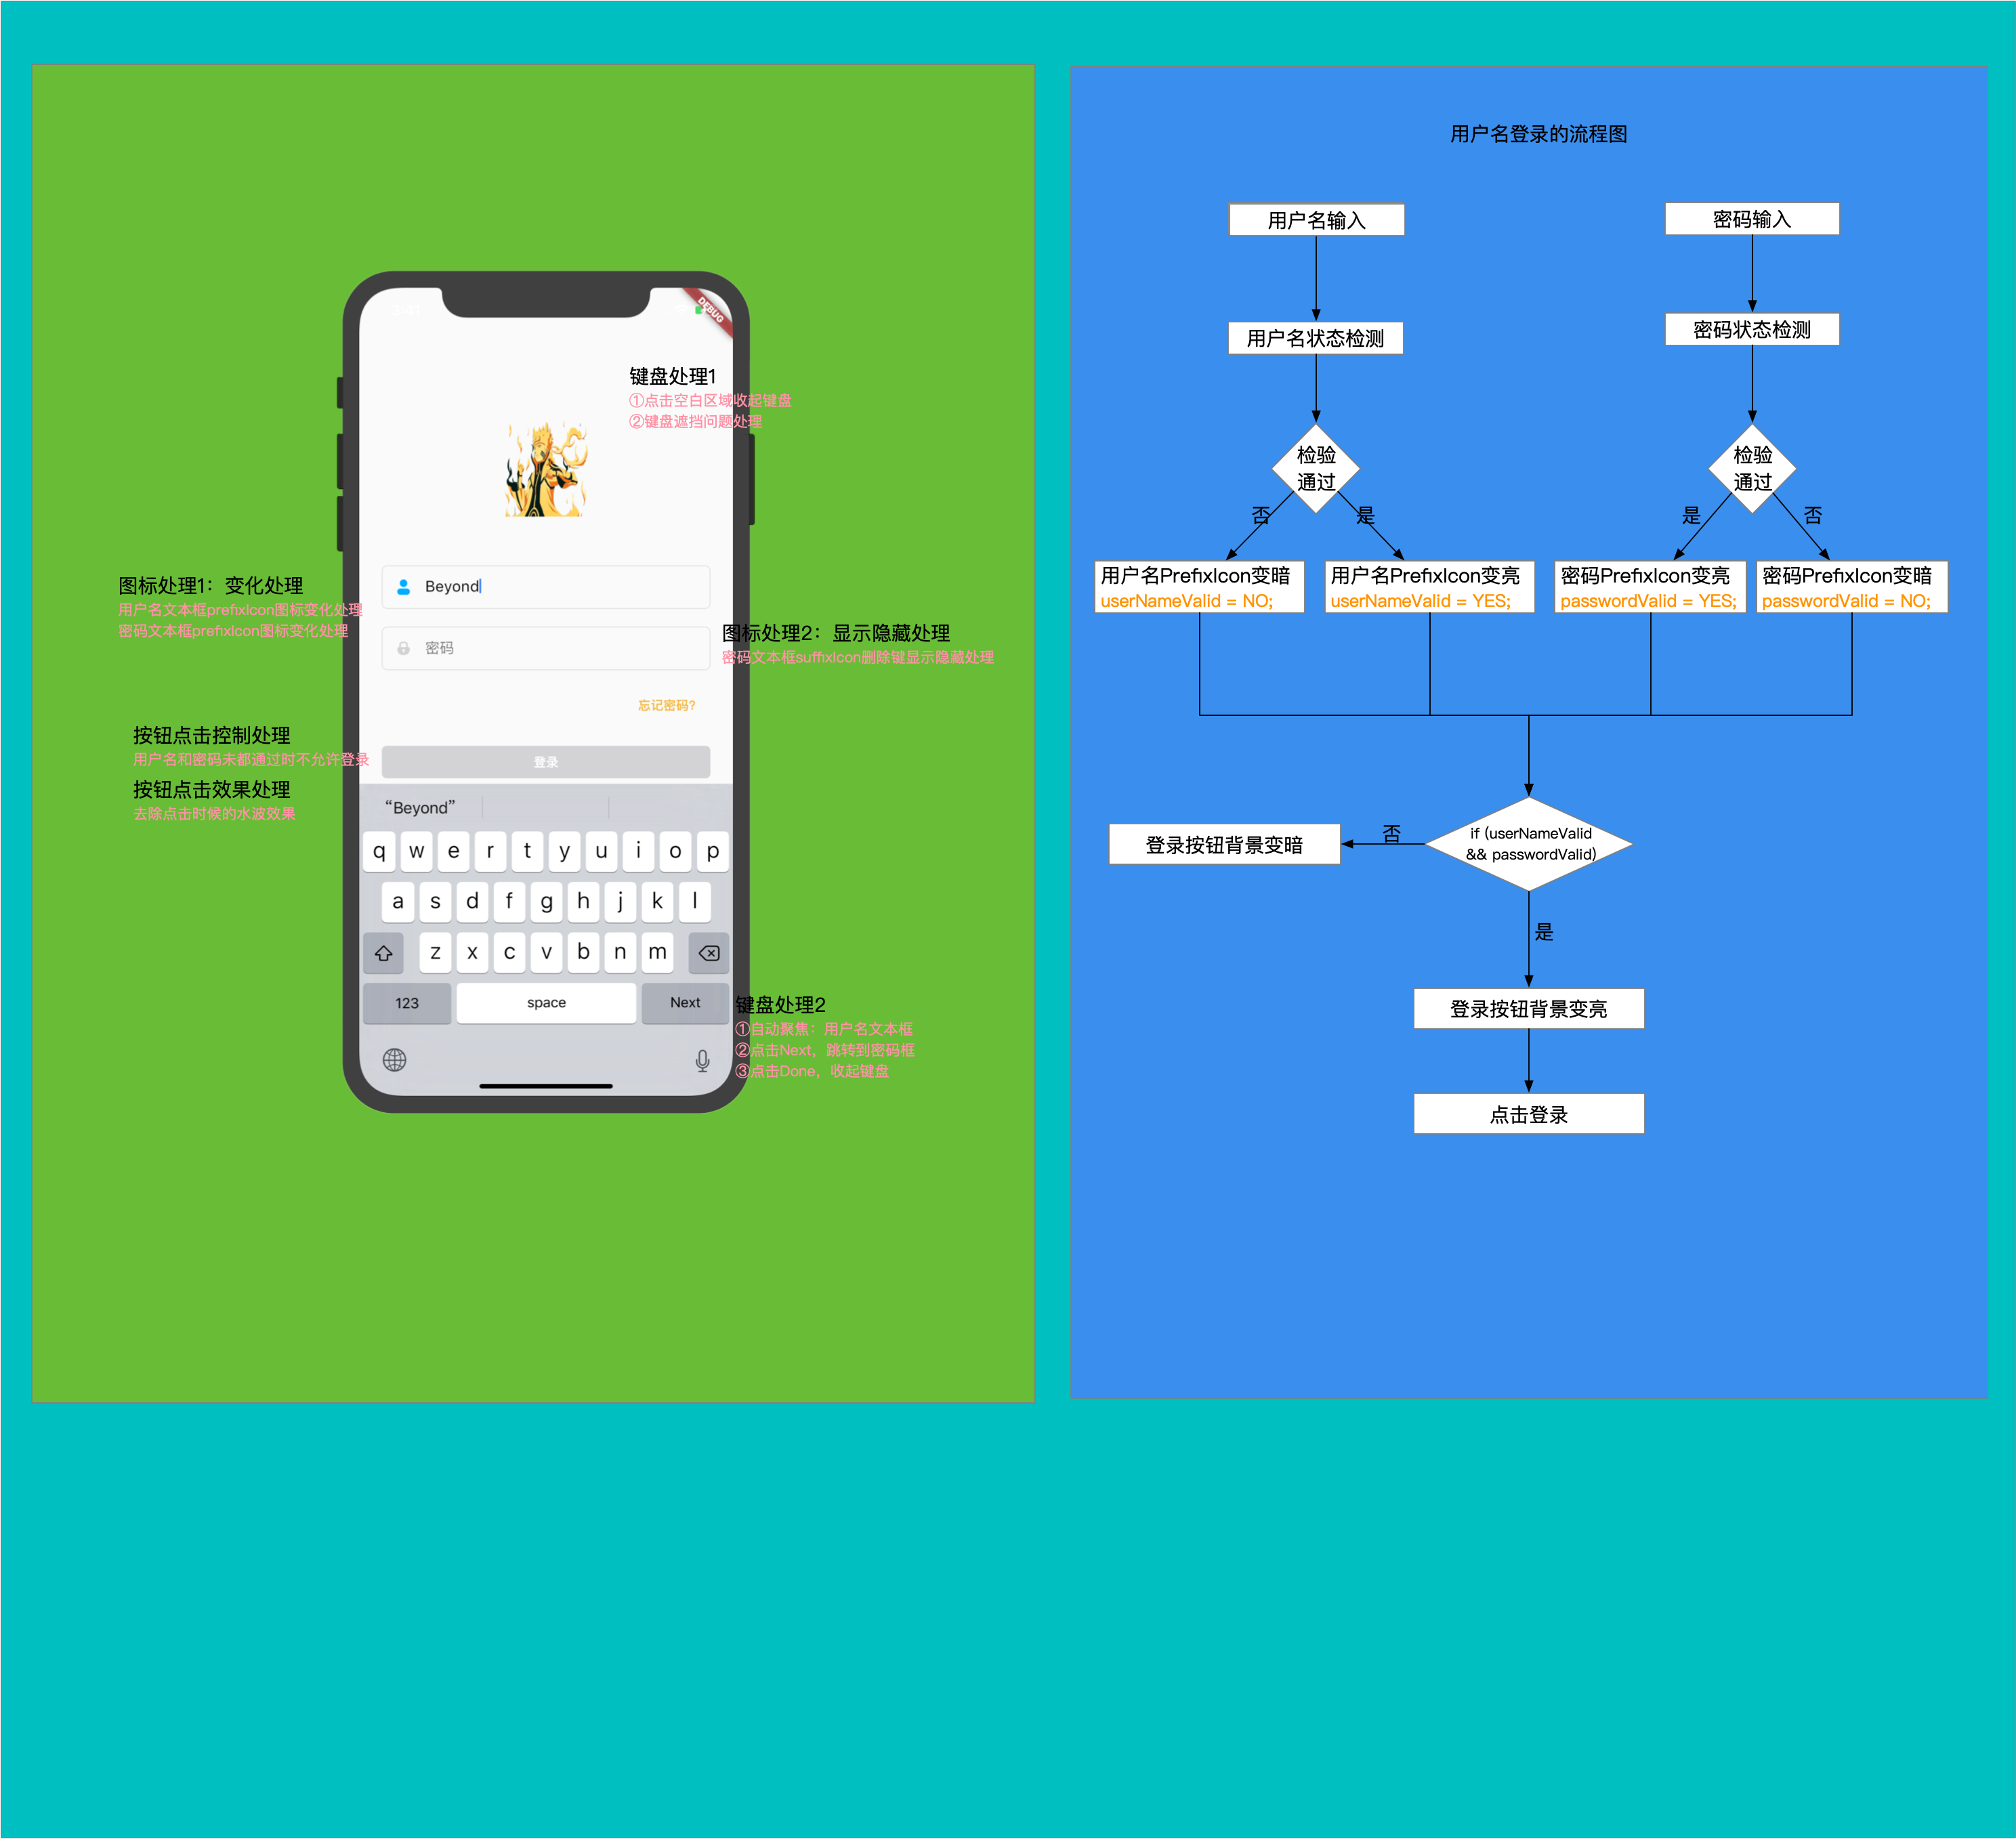 键盘处理1
①点击空白区域收起键盘
②键盘遮挡问题处理
DEBUG
图标处理1：变化处理
用户名文本框prefixIcon图标变化处理
密码文本框prefixIcon图标变化处理
Beyond
密码
图标处理2：显示隐藏处理
密码文本框suffixIcon删除键显示隐藏处理
忘记密码?
按钮点击控制处理
用户名和密码未都通过时不允许登录
按钮点击效果处理
去除点击时候的水波效果
登录
“Beyond”
q w e r t y u i o p
a s d f g h j k l
z x c v b n m
123 space Next
键盘处理2
①自动聚焦：用户名文本框
②点击Next，跳转到密码框
③点击Done，收起键盘
用户名登录的流程图
用户名输入
密码输入
用户名状态检测
密码状态检测
检验
通过
检验
通过
否
是
是
否
用户名PrefixIcon变暗
userNameValid = NO;
用户名PrefixIcon变亮
userNameValid = YES;
密码PrefixIcon变亮
passwordValid = YES;
密码PrefixIcon变暗
passwordValid = NO;
if (userNameValid
&& passwordValid)
否
登录按钮背景变暗
是
登录按钮背景变亮
点击登录